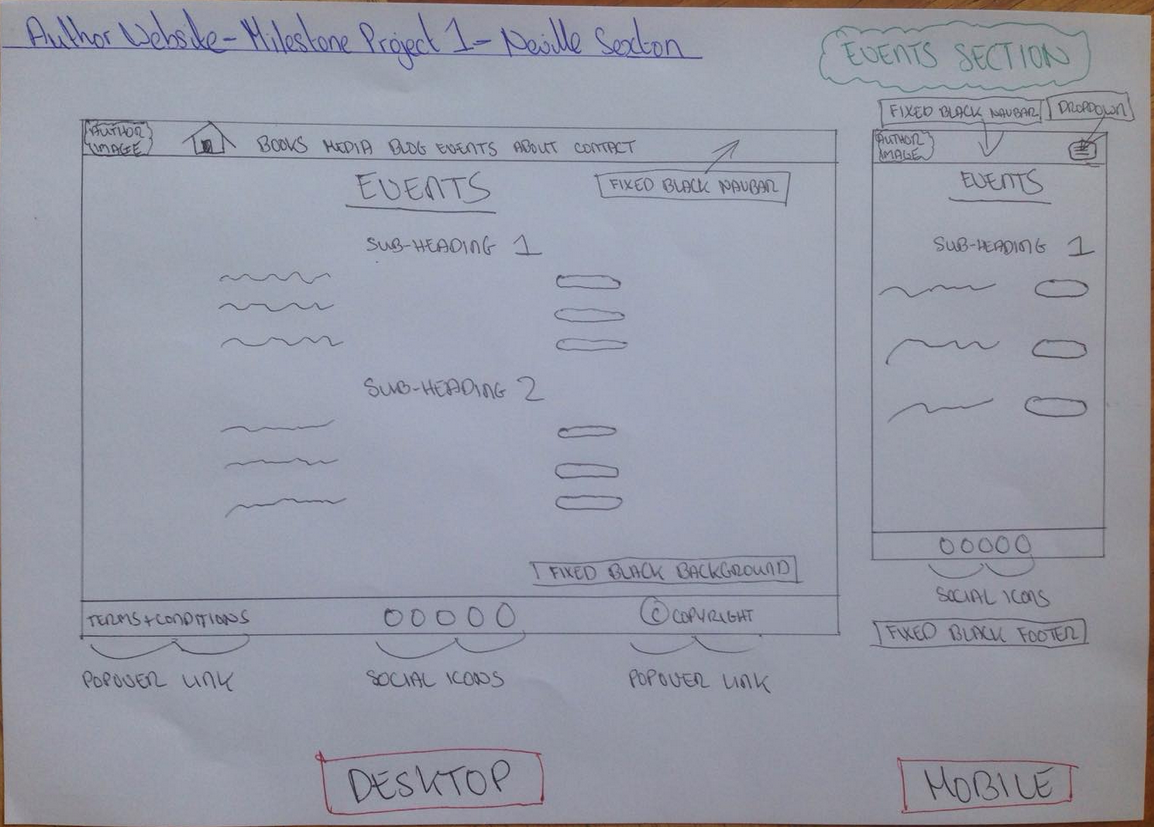 Author Website - Milestone Project 1 - Neville Sexton
EVENTS SECTION
FIXED BLACK NAVBAR
DROPDOWN
AUTHOR
IMAGE
BOOKS MEDIA BLOG EVENTS ABOUT CONTACT
AUTHOR
IMAGE
EVENTS
FIXED BLACK NAVBAR
EVENTS
SUB-HEADING 1
SUB-HEADING 1
SUB-HEADING 2
FIXED BLACK BACKGROUND
TERMS+CONDITIONS
© COPYRIGHT
SOCIAL ICONS
FIXED BLACK FOOTER
POPOVER LINK
SOCIAL ICONS
POPOVER LINK
DESKTOP
MOBILE